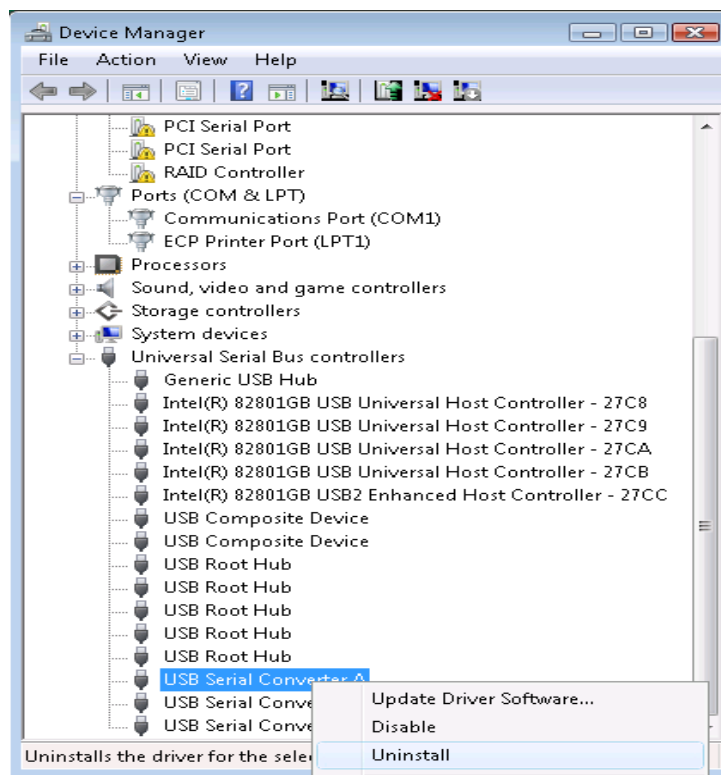 Device Manager
File Action View Help
PCI Serial Port
PCI Serial Port
RAID Controller
Ports (COM & LPT)
Communications Port (COM1)
ECP Printer Port (LPT1)
Processors
Sound, video and game controllers
Storage controllers
System devices
Universal Serial Bus controllers
Generic USB Hub
Intel(R) 82801GB USB Universal Host Controller - 27C8
Intel(R) 82801GB USB Universal Host Controller - 27C9
Intel(R) 82801GB USB Universal Host Controller - 27CA
Intel(R) 82801GB USB Universal Host Controller - 27CB
Intel(R) 82801GB USB2 Enhanced Host Controller - 27CC
USB Composite Device
USB Composite Device
USB Root Hub
USB Root Hub
USB Root Hub
USB Root Hub
USB Root Hub
USB Serial Converter A
USB Serial Conve
USB Serial Conve
Update Driver Software...
Disable
Uninstall
Uninstalls the driver for the selec